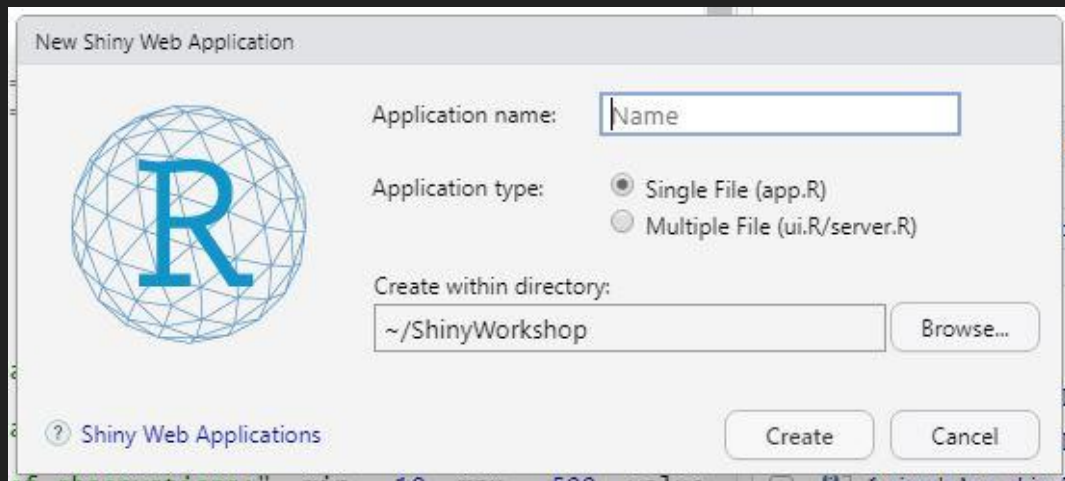 New Shiny Web Application
R
Application name: Name
Application type: Single File (app.R)
Multiple File (ui.R/server.R)
Create within directory:
~/ShinyWorkshop Browse...
? Shiny Web Applications Create Cancel